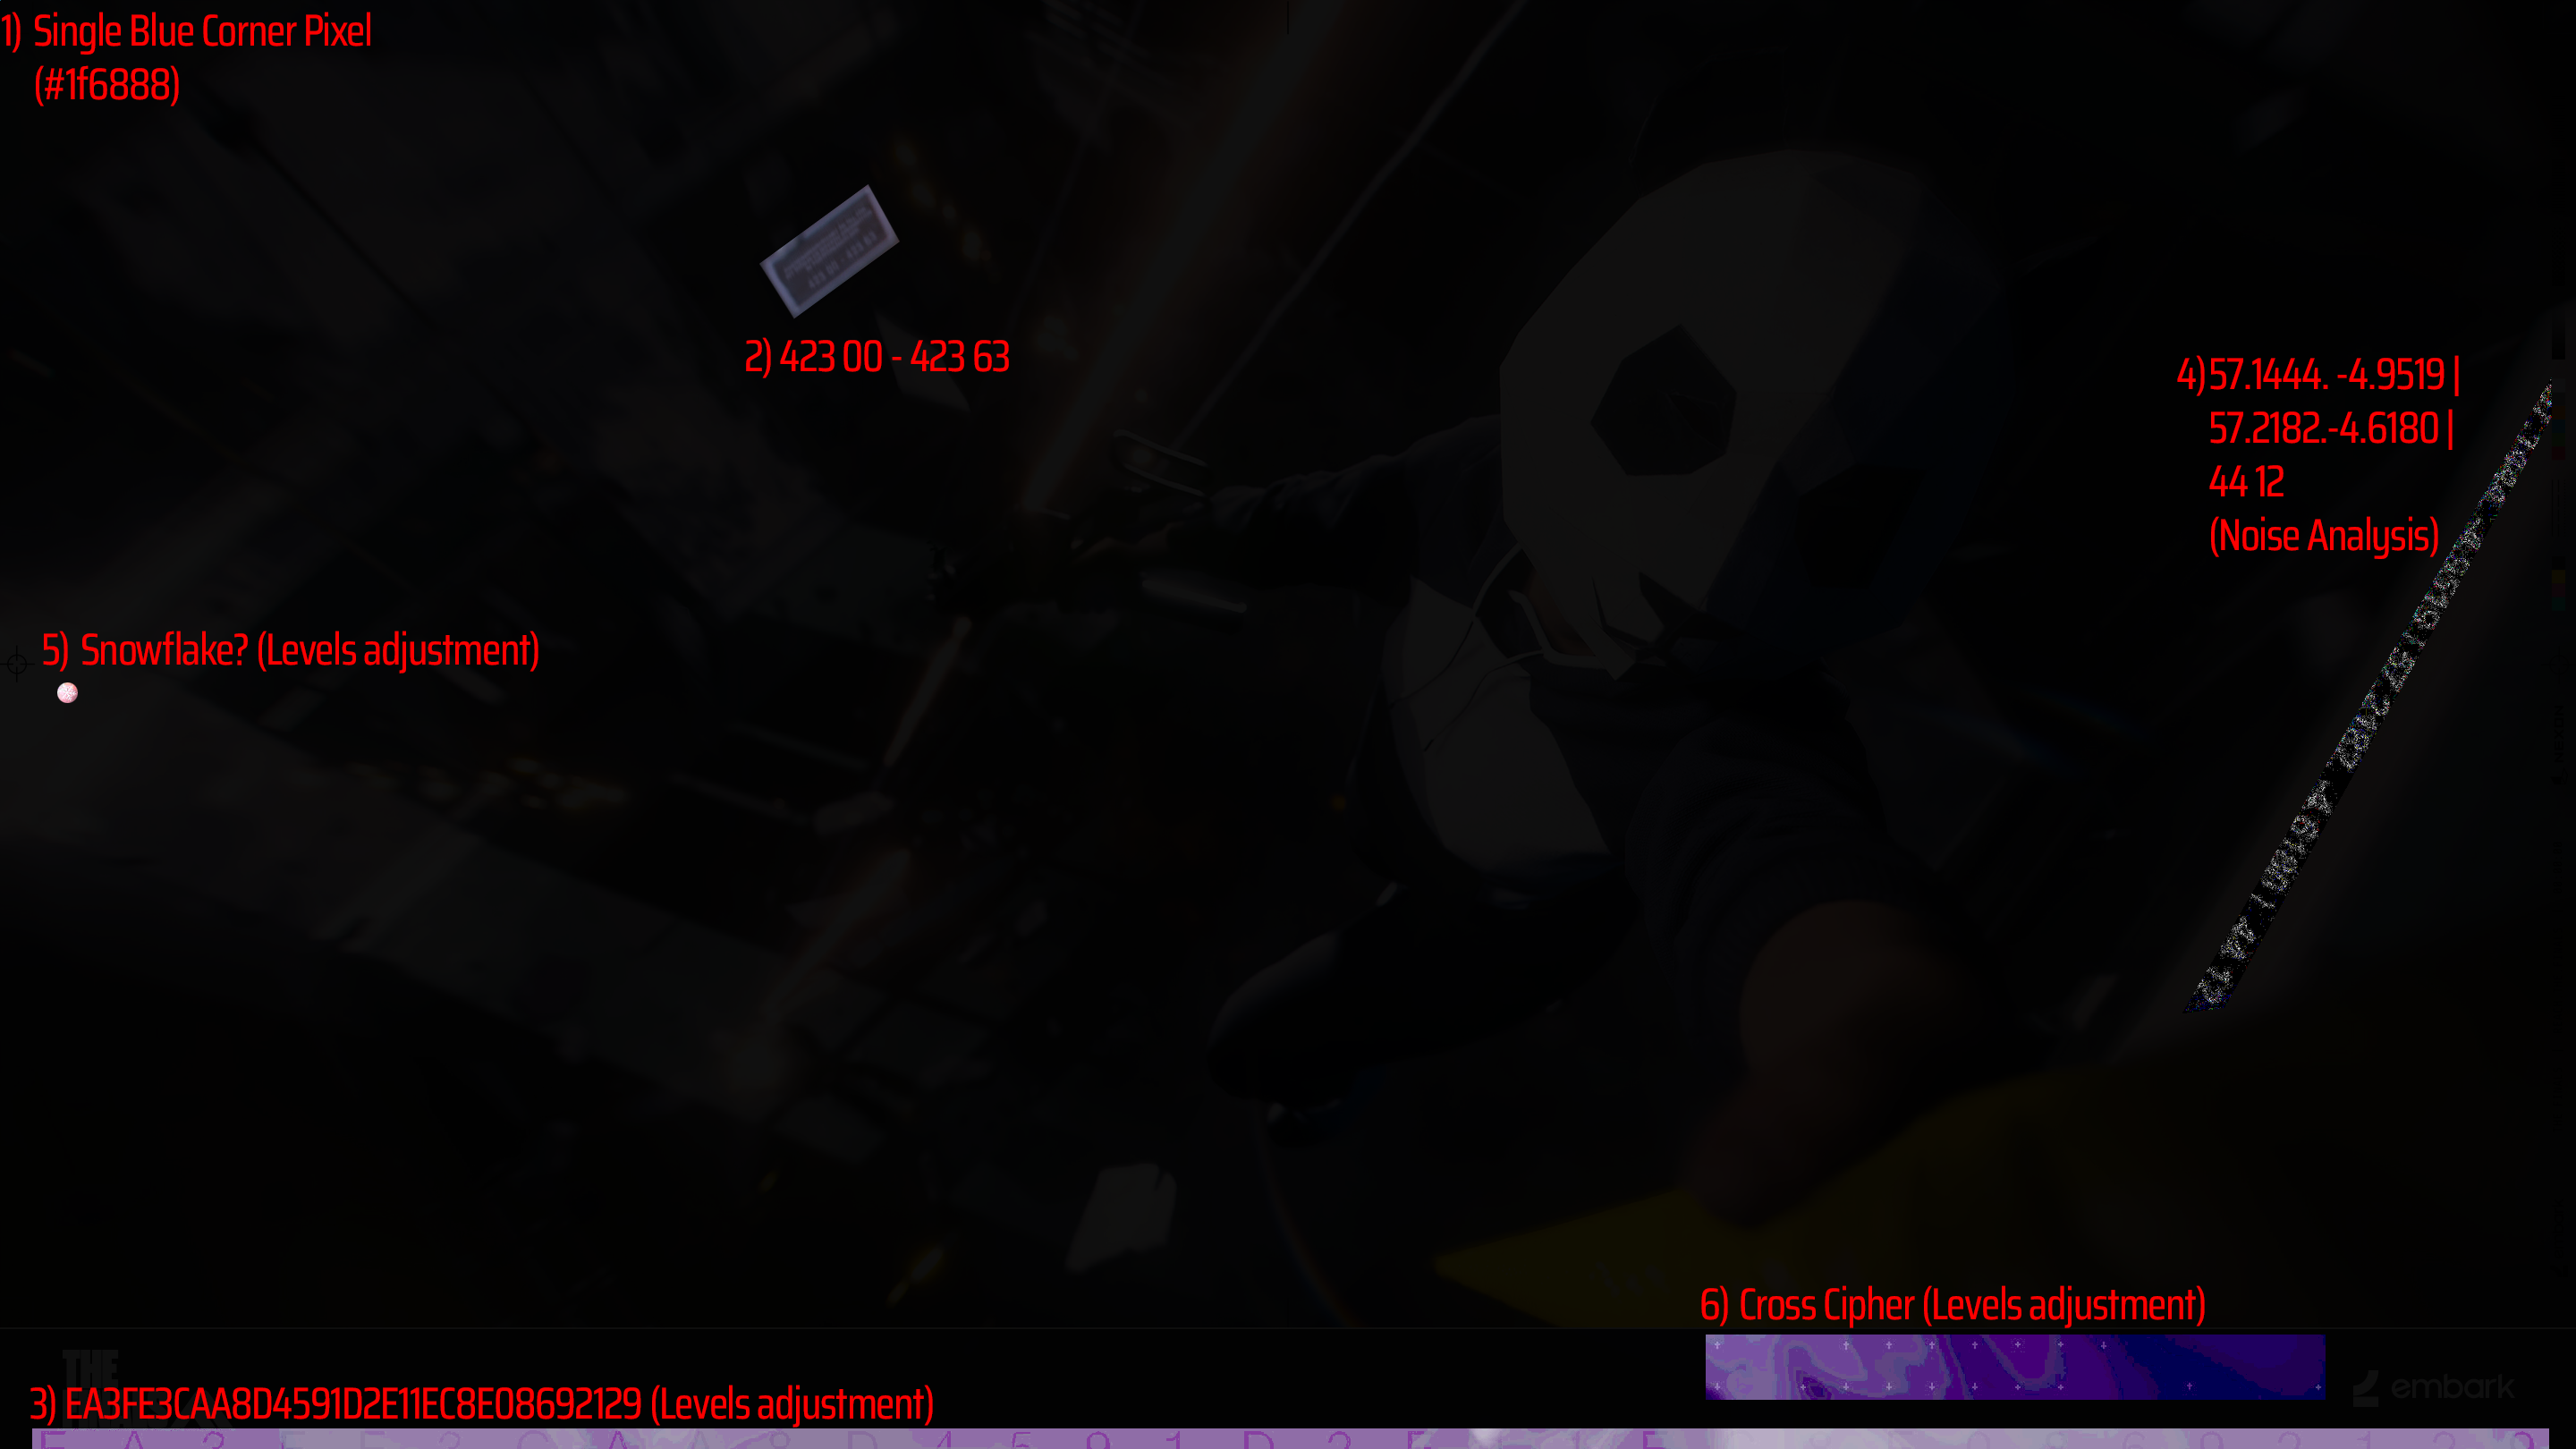 1) Single Blue Corner Pixel
(#1f6888)
2) 423 00 - 423 63
4)57.1444. -4.9519 |
57.2182.-4.6180 |
44 12
(Noise Analysis)
5) Snowflake? (Levels adjustment)
6) Cross Cipher (Levels adjustment)
THE
embark
3) EA3FE3CAA8D4591D2E11EC8E08692129 (Levels adjustment)